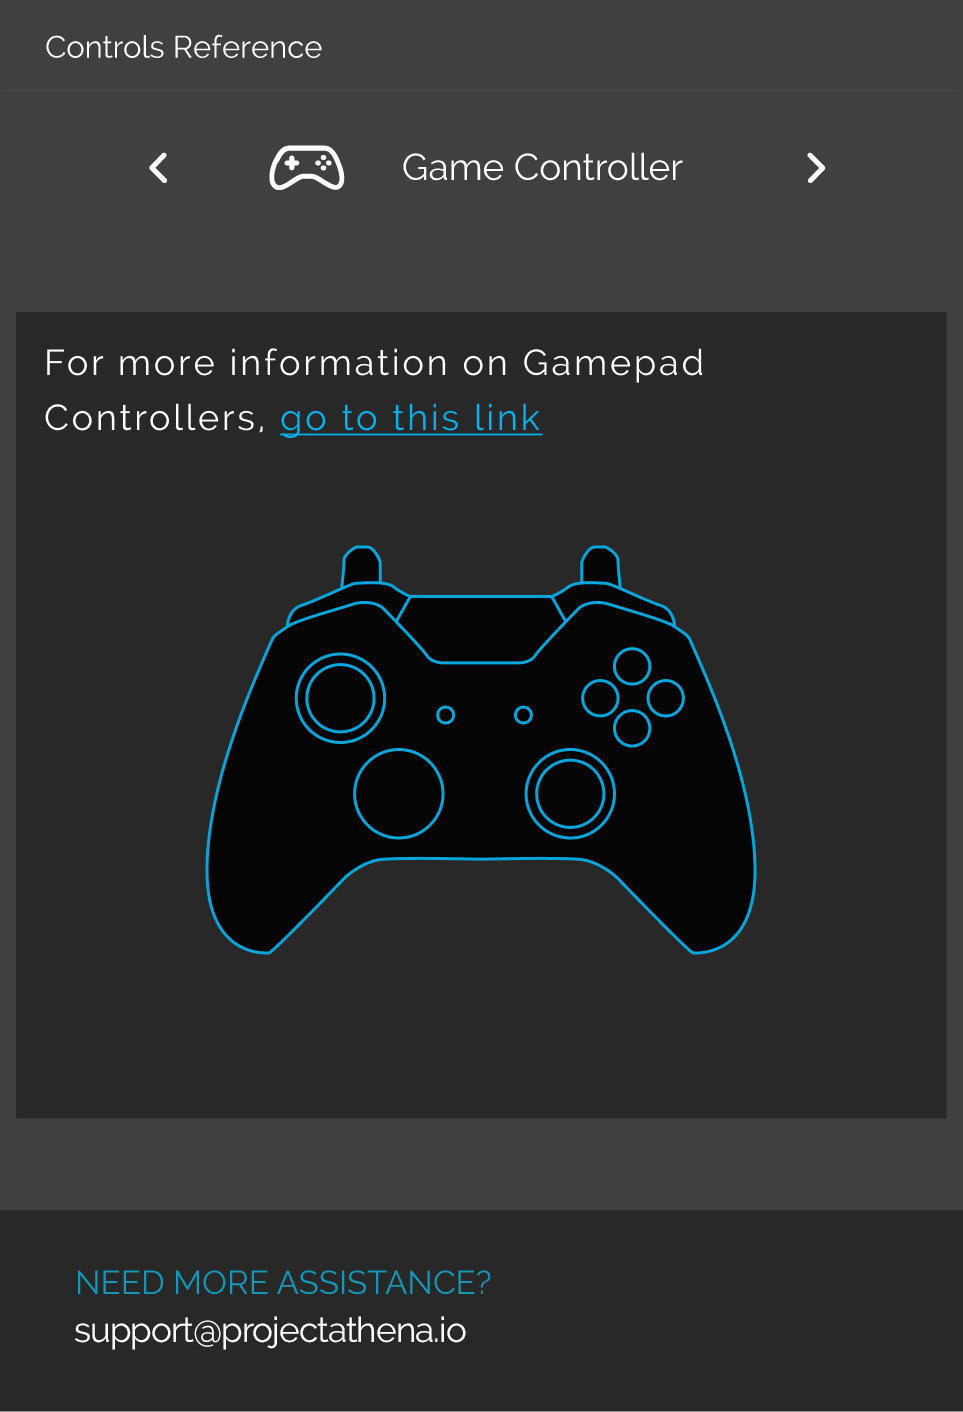 Controls Reference
Game Controller
For more information on Gamepad
Controllers, go to this link
NEED MORE ASSISTANCE?
support@projectathena.io